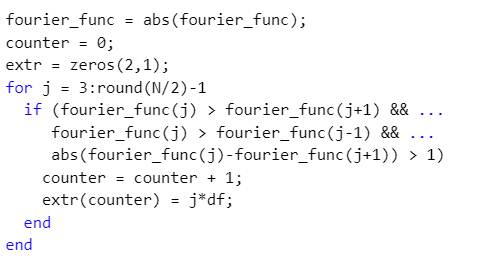 fourier_func = abs(fourier_func);
counter = 0;
extr = zeros(2,1);
for j = 3:round(N/2)-1
  if (fourier_func(j) > fourier_func(j+1) && ...
     fourier_func(j) > fourier_func(j-1) && ...
     abs(fourier_func(j)-fourier_func(j+1)) > 1)
    counter = counter + 1;
    extr(counter) = j*df;
  end
end